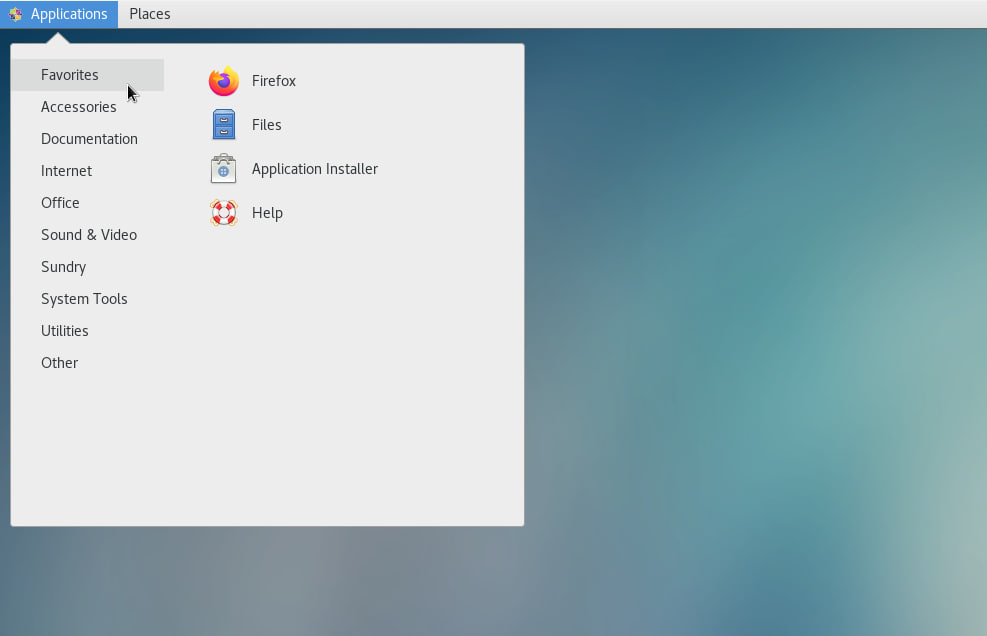 Applications Places
Favorites
Accessories
Documentation
Internet
Office
Sound & Video
Sundry
System Tools
Utilities
Other
Firefox
Files
Application Installer
Help